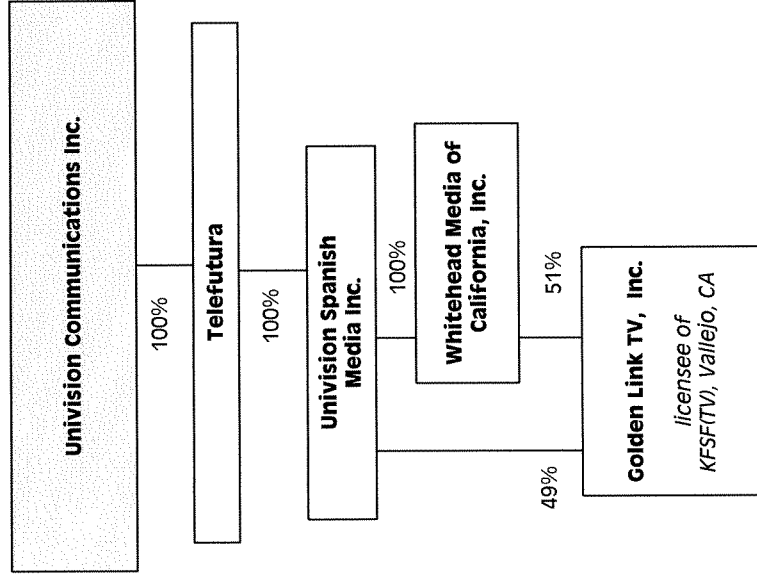 Univision Communications Inc.
100%
Telefutura
100%
Univision Spanish
Media Inc.
100%
Whitehead Media of
California, Inc.
49%
51%
Golden Link TV, Inc.
licensee of
KFSF(TV), Vallejo, CA